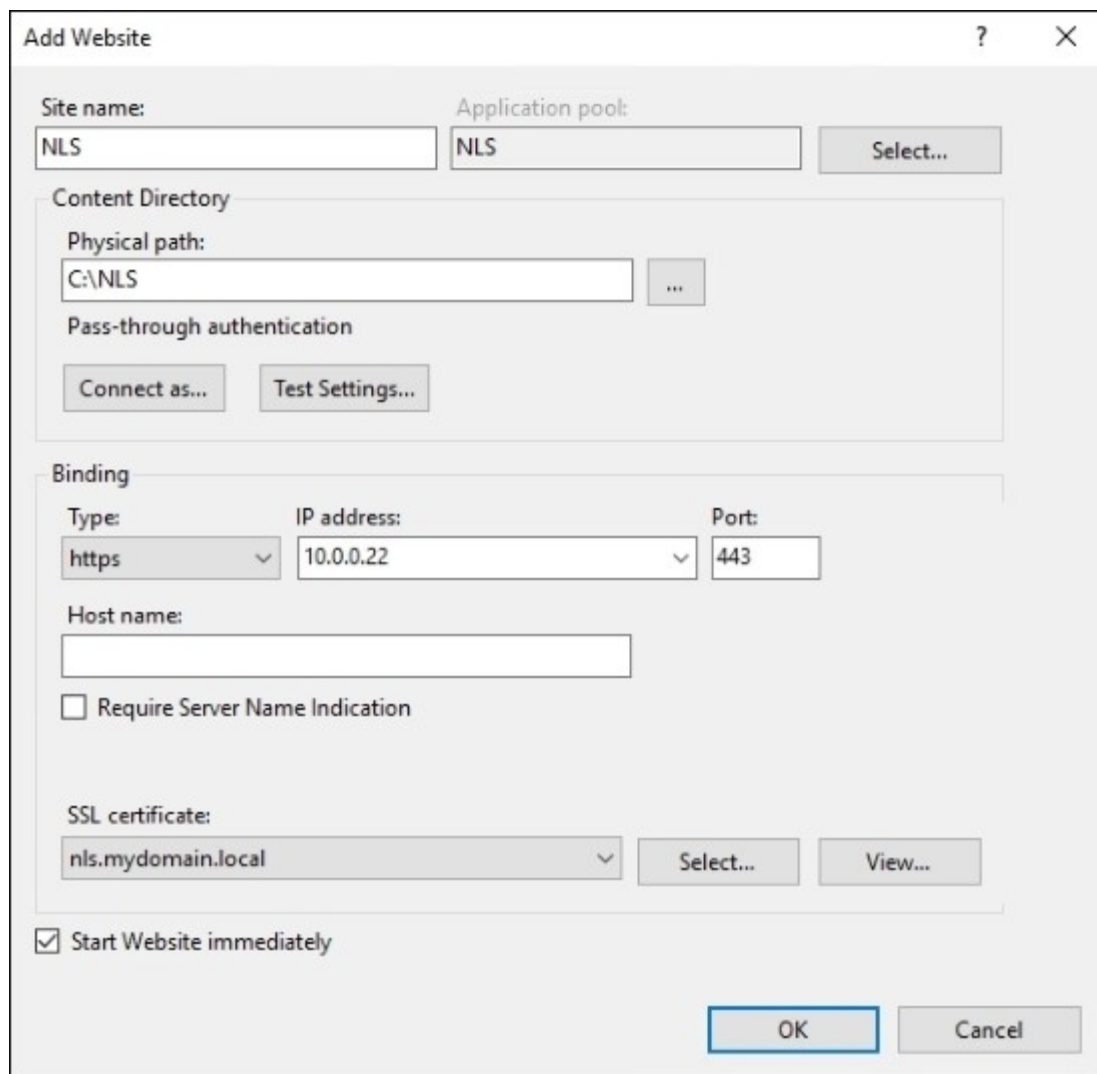 Add Website ?
Site name: Application pool:
NLS NLS Select...
Content Directory
Physical path:
C:\NLS ...
Pass-through authentication
Connect as... Test Settings...
Binding
Type: IP address: Port:
https 10.0.0.22 443
Host name:
Require Server Name Indication
SSL certificate:
nls.mydomain.local Select... View...
Start Website immediately
OK Cancel